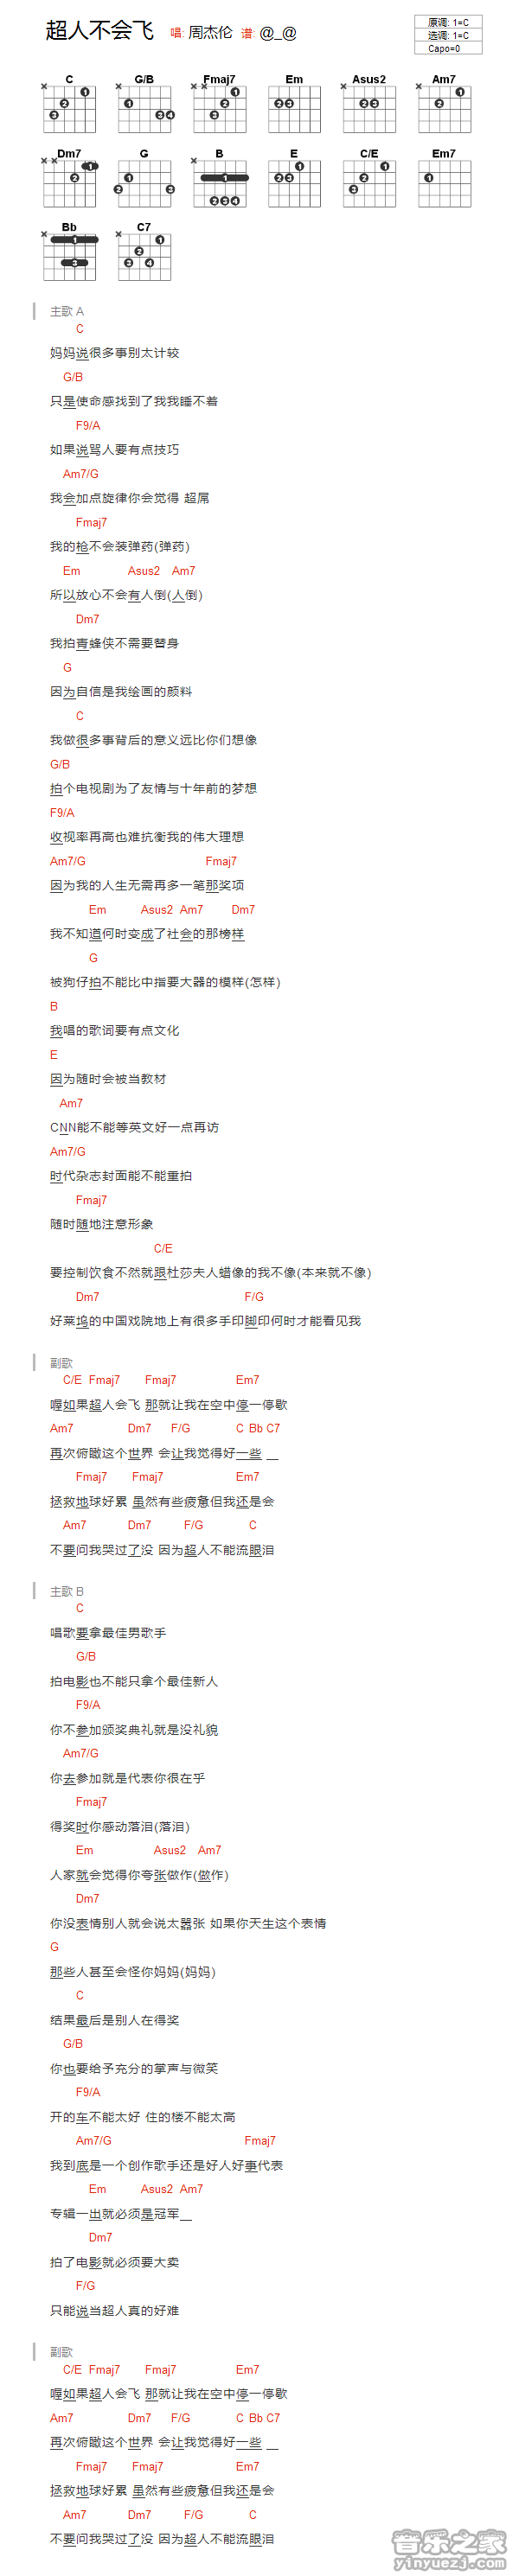 超人不会飞 唱: 周杰伦 谱: @_@
原调: 1=C
选调: 1=C
Capo=0
C G/B Fmaj7 Em Asus2 Am7
Dm7 G B E C/E Em7
Bb C7
主歌 A
C
妈妈说很多事别太计较
G/B
只是使命感找到了我我睡不着
F9/A
如果说骂人要有点技巧
Am7/G
我会加点旋律你会觉得 超屌
Fmaj7
我的枪不会装弹药(弹药)
Em Asus2 Am7
所以放心不会有人倒(人倒)
Dm7
我拍青蜂侠不需要替身
G
因为自信是我绘画的颜料
C
我做很多事背后的意义远比你们想像
G/B
拍个电视剧为了友情与十年前的梦想
F9/A
收视率再高也难抗衡我的伟大理想
Am7/G Fmaj7
因为我的人生无需再多一笔那奖项
Em Asus2 Am7 Dm7
我不知道何时变成了社会的那榜样
G
被狗仔拍不能比中指要大器的模样(怎样)
B
我唱的歌词要有点文化
E
因为随时会被当教材
Am7
CNN能不能等英文好一点再访
Am7/G
时代杂志封面能不能重拍
Fmaj7
随时随地注意形象
C/E
要控制饮食不然就跟杜莎夫人蜡像的我不像(本来就不像)
Dm7 F/G
好莱坞的中国戏院地上有很多手印脚印何时才能看见我
副歌
C/E Fmaj7 Fmaj7 Em7
喔如果超人会飞 那就让我在空中停一停歇
Am7 Dm7 F/G C Bb C7
再次俯瞰这个世界 会让我觉得好一些 __
Fmaj7 Fmaj7 Em7
拯救地球好累 虽然有些疲惫但我还是会
Am7 Dm7 F/G C
不要问我哭过了没 因为超人不能流眼泪
主歌 B
C
唱歌要拿最佳男歌手
G/B
拍电影也不能只拿个最佳新人
F9/A
你不参加颁奖典礼就是没礼貌
Am7/G
你去参加就是代表你很在乎
Fmaj7
得奖时你感动落泪(落泪)
Em Asus2 Am7
人家就会觉得你夸张做作(做作)
Dm7
你没表情别人就会说太嚣张 如果你天生这个表情
G
那些人甚至会怪你妈妈(妈妈)
C
结果最后是别人在得奖
G/B
你也要给予充分的掌声与微笑
F9/A
开的车不能太好 住的楼不能太高
Am7/G Fmaj7
我到底是一个创作歌手还是好人好事代表
Em Asus2 Am7
专辑一出就必须是冠军__
Dm7
拍了电影就必须要大卖
F/G
只能说当超人真的好难
副歌
C/E Fmaj7 Fmaj7 Em7
喔如果超人会飞 那就让我在空中停一停歇
Am7 Dm7 F/G C Bb C7
再次俯瞰这个世界 会让我觉得好一些 __
Fmaj7 Fmaj7 Em7
拯救地球好累 虽然有些疲惫但我还是会
Am7 Dm7 F/G C
不要问我哭过了没 因为超人不能流眼泪
音乐之家
yinyuezj.com